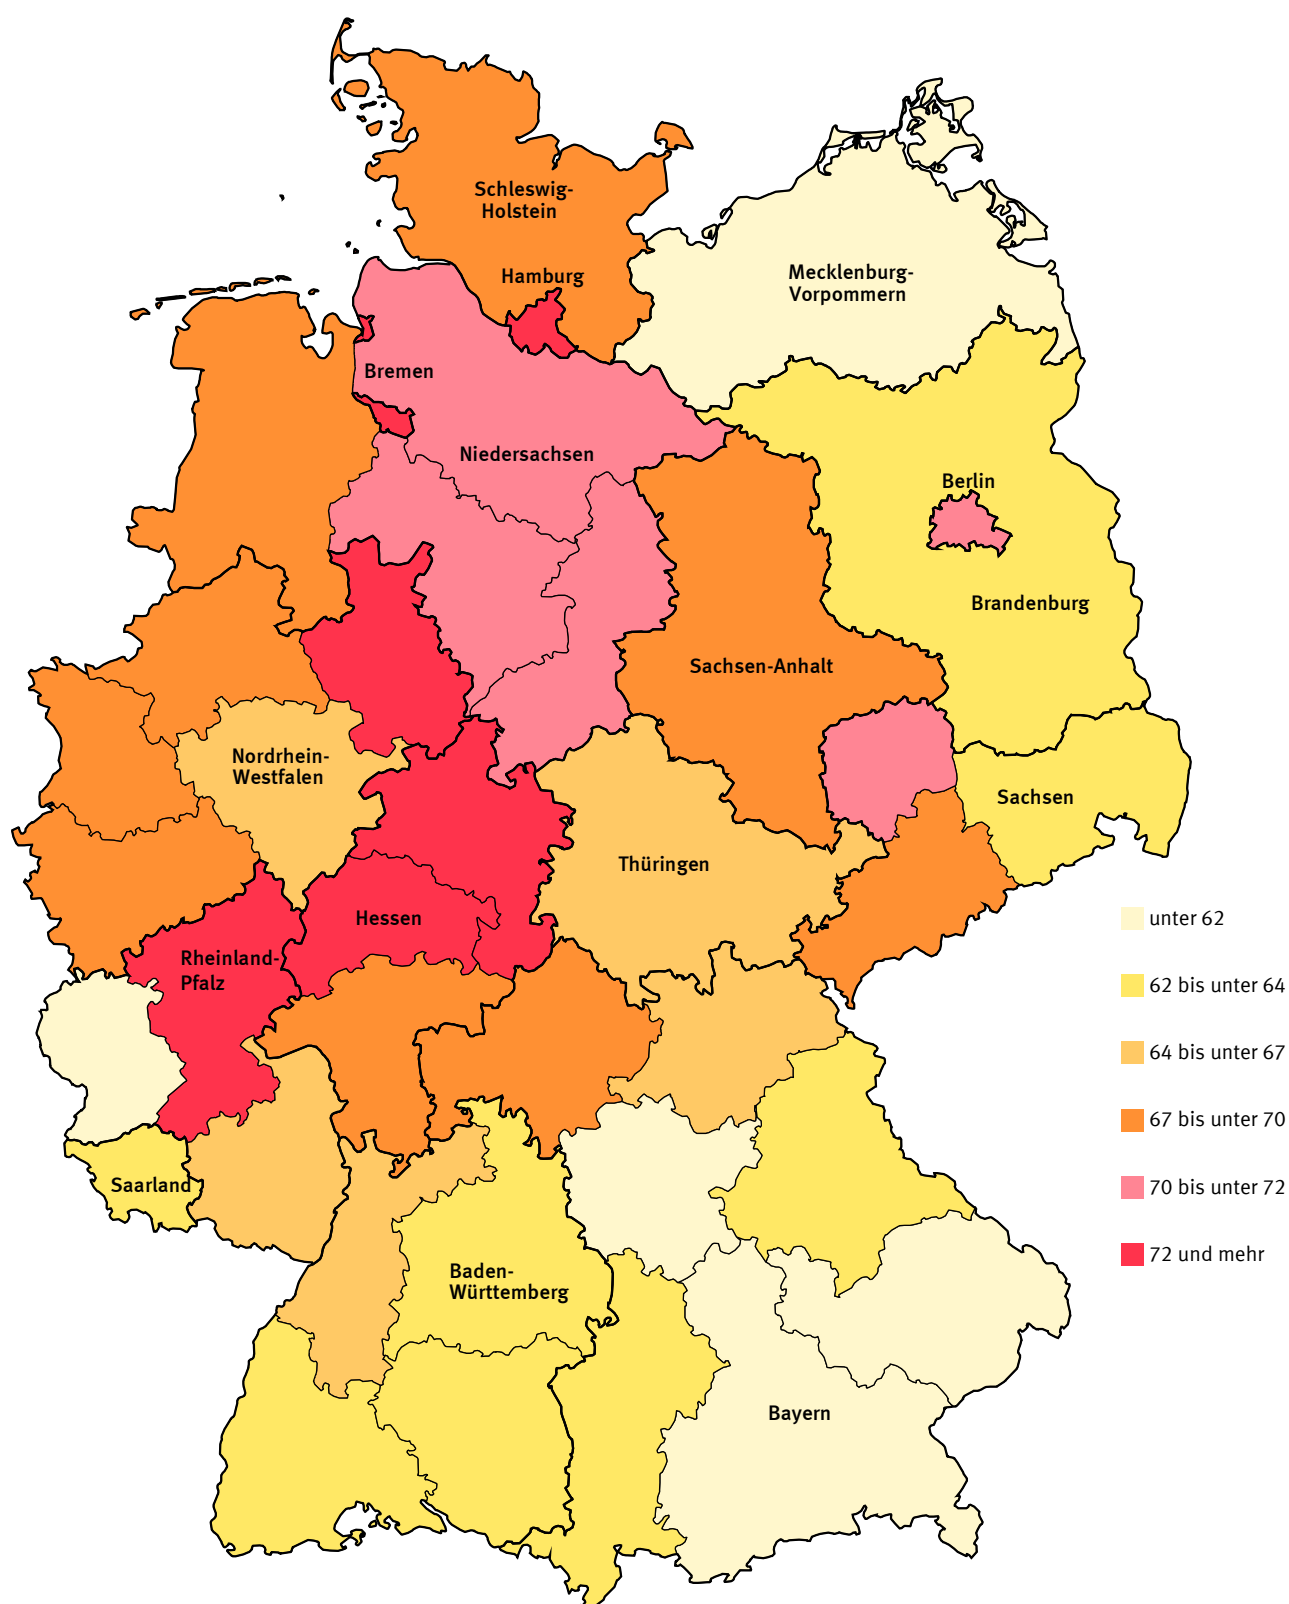 Schleswig-
Holstein
Hamburg
Mecklenburg-
Vorpommern
Bremen
Niedersachsen
Berlin
Brandenburg
Sachsen-Anhalt
Nordrhein-
Westfalen
Sachsen
Thüringen
Hessen
Rheinland-
Pfalz
Saarland
Baden-
Württemberg
Bayern
unter 62
62 bis unter 64
64 bis unter 67
67 bis unter 70
70 bis unter 72
72 und mehr